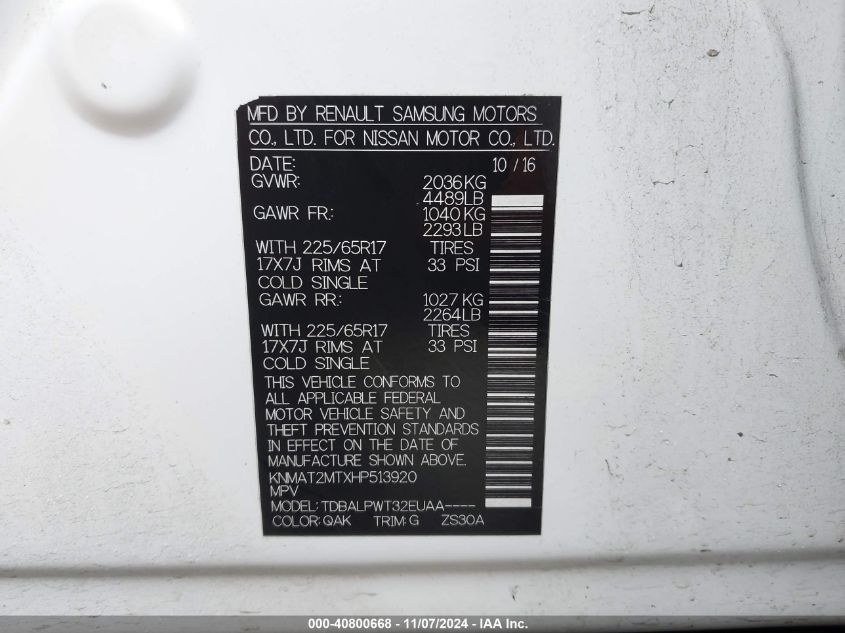 MFD BY RENAULT SAMSUNG MOTORS
CO., LTD. FOR NISSAN MOTOR CO., LTD.
DATE: 10 / 16
GVWR: 2036KG
4489LB
GAWR FR.: 1040KG
2293LB
WITH 225/65R17 TIRES
17X7J RIMS AT 33 PSI
COLD SINGLE
GAWR RR.: 1027KG
2264LB
WITH 225/65R17 TIRES
17X7J RIMS AT 33 PSI
COLD SINGLE
THIS VEHICLE CONFORMS TO
ALL APPLICABLE FEDERAL
MOTOR VEHICLE SAFETY AND
THEFT PREVENTION STANDARDS
IN EFFECT ON THE DATE OF
MANUFACTURE SHOWN ABOVE.
KNMAT2MTXHP513920
MPV
MODEL: TDBALPWT32EUAA----
COLOR: QAK TRIM: G ZS30A
000-40800668 - 11/07/2024 - IAA Inc.